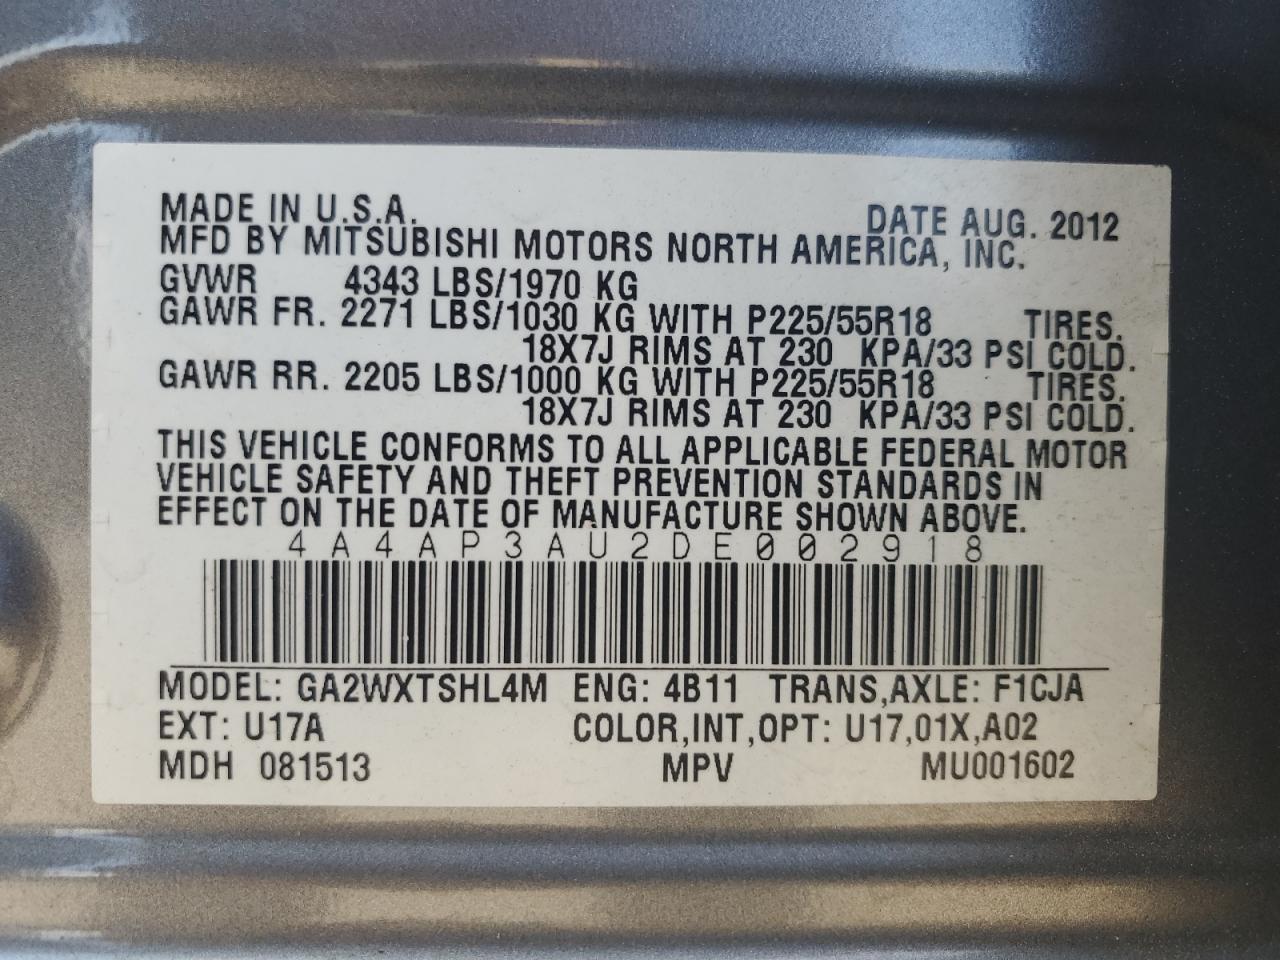 MADE IN U.S.A. DATE AUG. 2012
MFD BY MITSUBISHI MOTORS NORTH AMERICA, INC.
GVWR 4343 LBS/1970 KG
GAWR FR. 2271 LBS/1030 KG WITH P225/55R18 TIRES.
18X7J RIMS AT 230 KPA/33 PSI COLD.
GAWR RR. 2205 LBS/1000 KG WITH P225/55R18 TIRES.
18X7J RIMS AT 230 KPA/33 PSI COLD.
THIS VEHICLE CONFORMS TO ALL APPLICABLE FEDERAL MOTOR
VEHICLE SAFETY AND THEFT PREVENTION STANDARDS IN
EFFECT ON THE DATE OF MANUFACTURE SHOWN ABOVE.
4A4AP3AU2DE002918
MODEL: GA2WXTSHL4M ENG: 4B11 TRANS,AXLE: F1CJA
EXT: U17A COLOR,INT,OPT: U17,01X,A02
MDH 081513 MPV MU001602